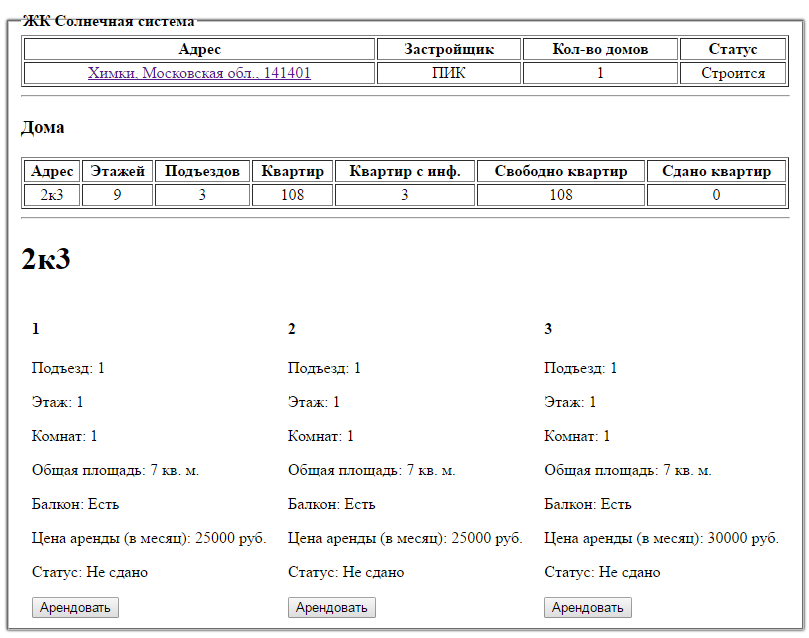 ЖК Солнечная система
Адрес Застройщик Кол-во домов Статус
Химки, Московская обл., 141401 ПИК 1 Строится
Дома
Адрес Этажей Подъездов Квартир Квартир с инф. Свободно квартир Сдано квартир
2к3 9 3 108 3 108 0
2к3
1 2 3
Подъезд: 1 Подъезд: 1 Подъезд: 1
Этаж: 1 Этаж: 1 Этаж: 1
Комнат: 1 Комнат: 1 Комнат: 1
Общая площадь: 7 кв. м. Общая площадь: 7 кв. м. Общая площадь: 7 кв. м.
Балкон: Есть Балкон: Есть Балкон: Есть
Цена аренды (в месяц): 25000 руб. Цена аренды (в месяц): 25000 руб. Цена аренды (в месяц): 30000 руб.
Статус: Не сдано Статус: Не сдано Статус: Не сдано
Арендовать Арендовать Арендовать